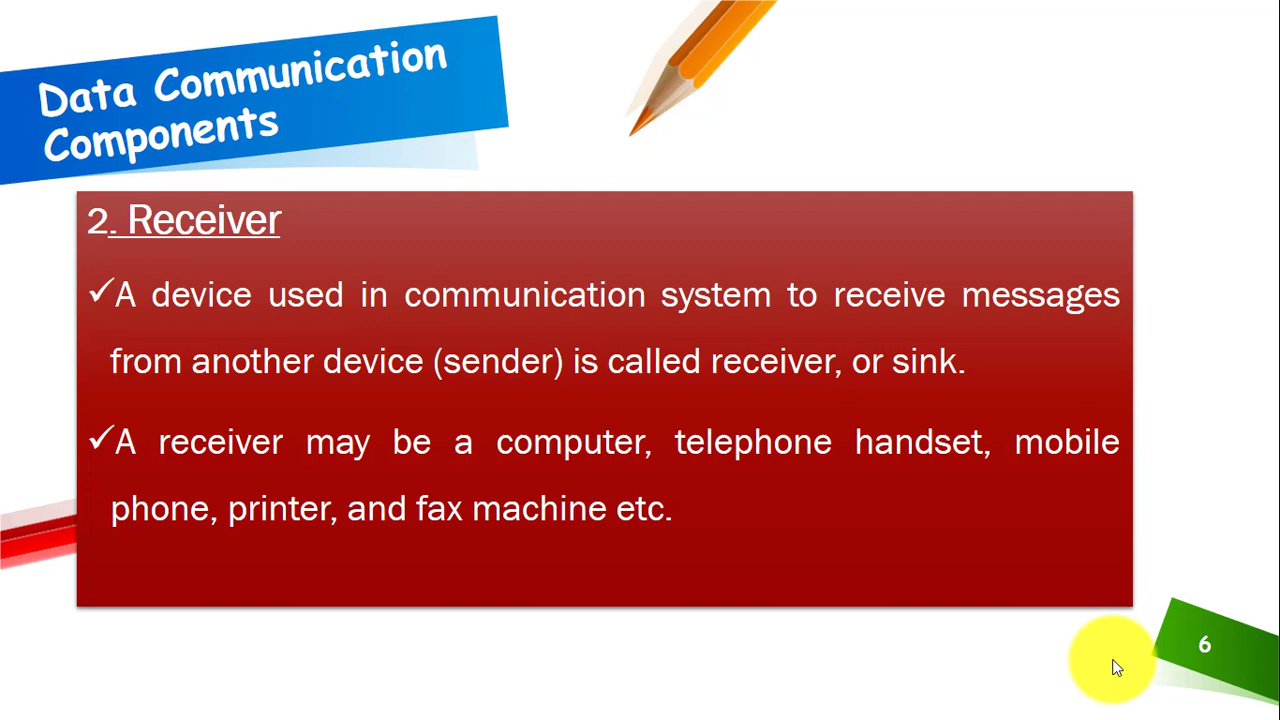 Data Communication
Components
2. Receiver
✓A device used in communication system to receive messages
from another device (sender) is called receiver, or sink.
✓A receiver may be a computer, telephone handset, mobile
phone, printer, and fax machine etc.
6